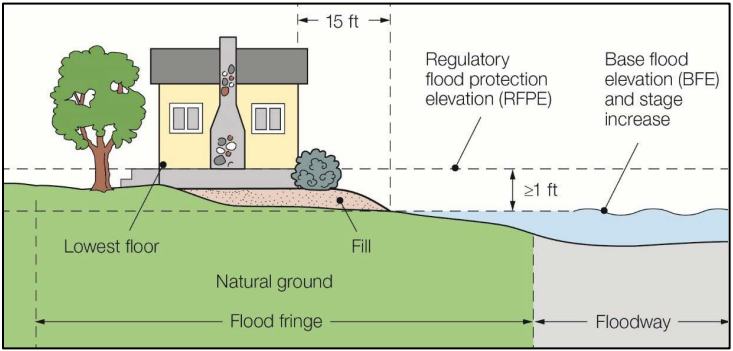 15 ft
Regulatory
flood protection
elevation (RFPE)
Base flood
elevation (BFE)
and stage
increase
≥1 ft
Lowest floor
Fill
Natural ground
Flood fringe
Floodway